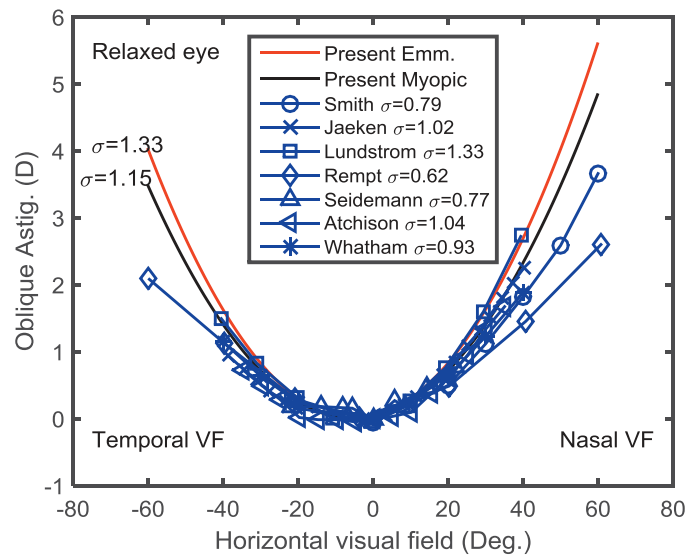 6
5
4
3
2
1
0
-1
Oblique Astig. (D)
Relaxed eye
Present Emm.
Present Myopic
Smith σ=0.79
Jaeken σ=1.02
Lundstrom σ=1.33
Rempt σ=0.62
Seidemann σ=0.77
Atchison σ=1.04
Whatham σ=0.93
σ=1.33
σ=1.15
Temporal VF
Nasal VF
-80 -60 -40 -20 0 20 40 60 80
Horizontal visual field (Deg.)